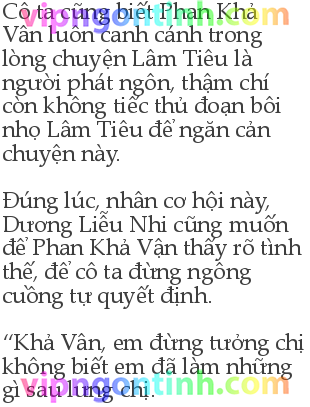 vipngontinh.com
Cô ta cũng biết Phan Khả
Vân luôn canh cánh trong
lòng chuyện Lâm Tiêu là
người phát ngôn, thậm chí
còn không tiếc thủ đoạn bôi
nhọ Lâm Tiêu để ngăn cản
chuyện này.
Đúng lúc, nhân cơ hội này,
Dương Liễu Nhi cũng muốn
để Phan Khả Vận thấy rõ tình
thế, để cô ta đừng ngông
cuồng tự quyết định.
“Khả Vân, em đừng tưởng chị
không biết em đã làm những
gì sau lưng chị.
vipngontinh.com